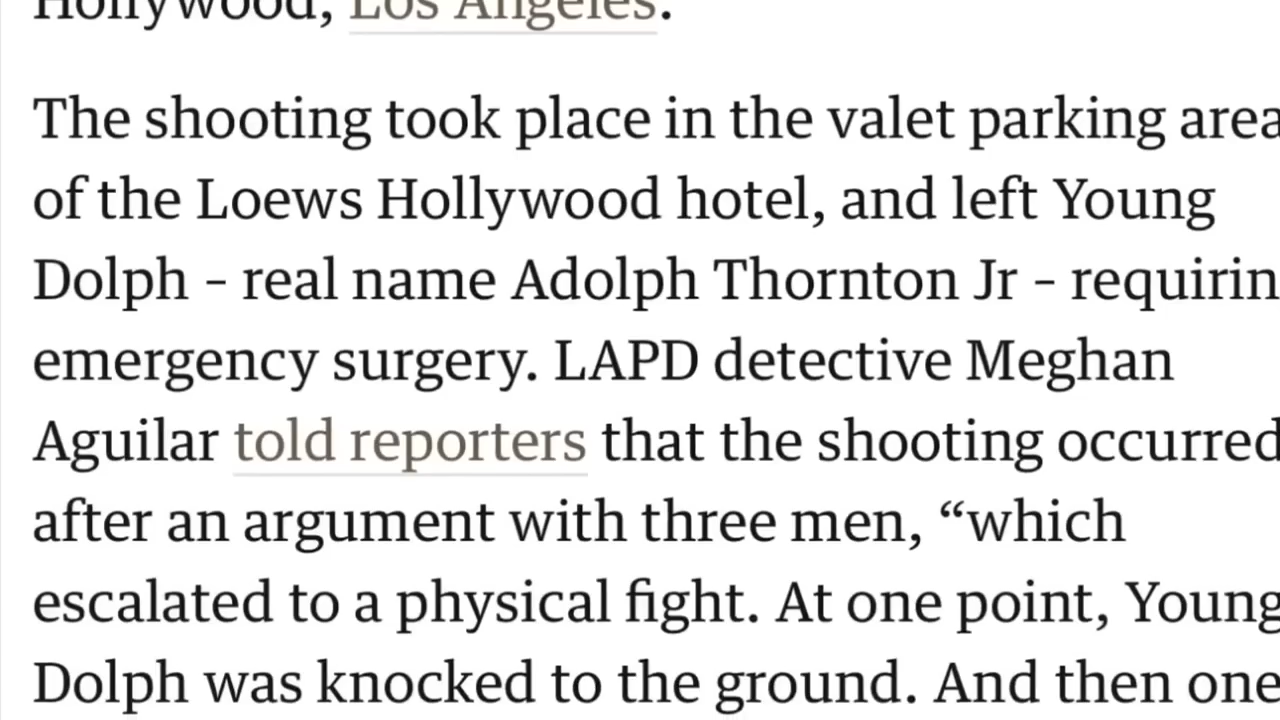 Hollywood, Los Angeles.
The shooting took place in the valet parking area
of the Loews Hollywood hotel, and left Young
Dolph – real name Adolph Thornton Jr – requirin
emergency surgery. LAPD detective Meghan
Aguilar told reporters that the shooting occurred
after an argument with three men, “which
escalated to a physical fight. At one point, Young
Dolph was knocked to the ground. And then one